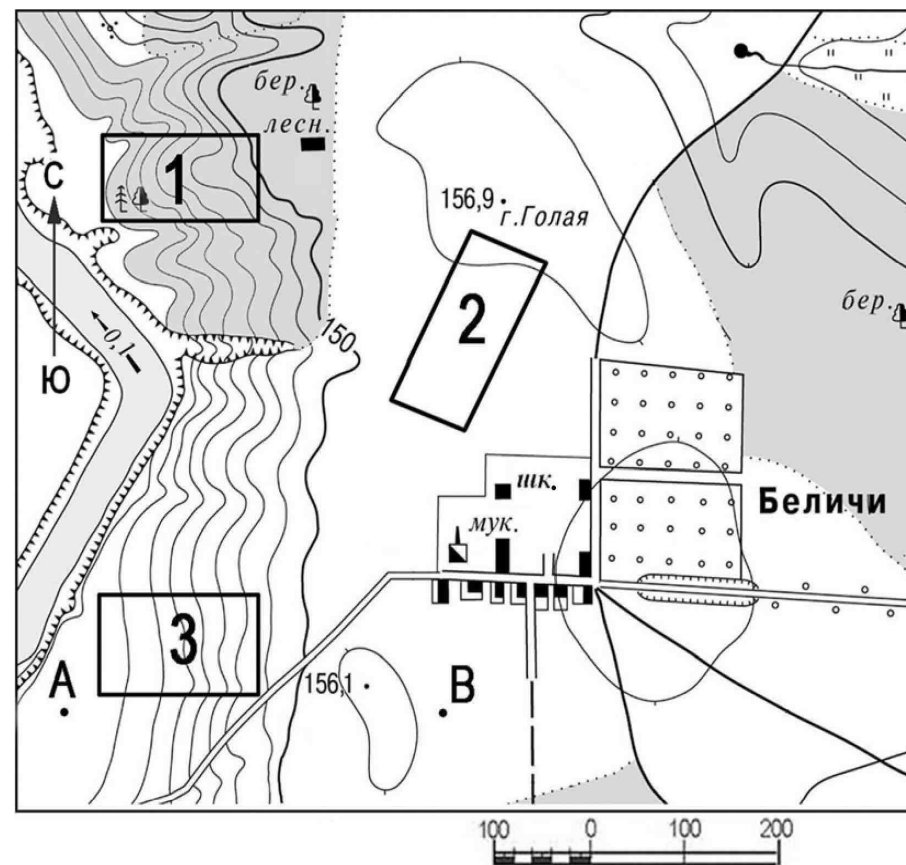 бер.
лесн.
С
1
156,9
г.Голая
бер.
0,1
2
150
Ю
шк.
Беличи
мук.
3
А
156,1
В
100 0 100 200